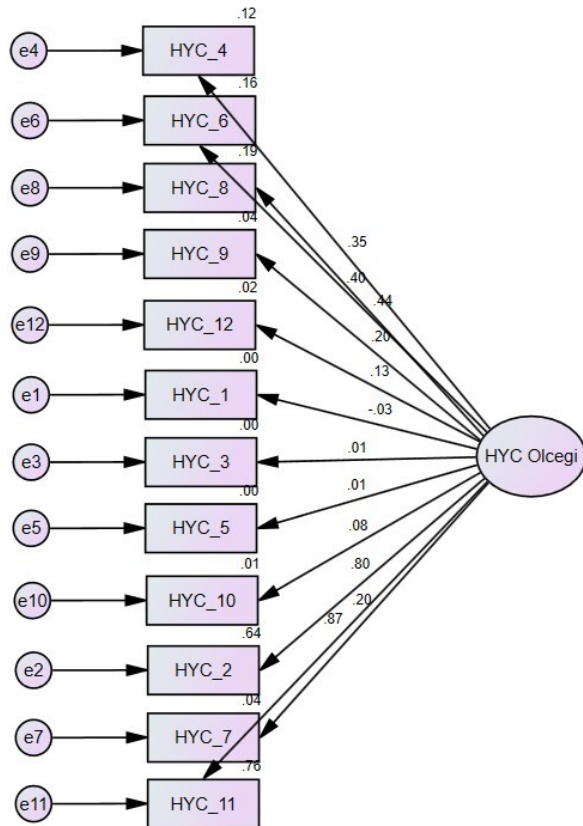 .12
e4 HYC_4
.16
e6 HYC_6
.19
e8 HYC_8
.04
e9 HYC_9
.02
e12 HYC_12
.00
e1 HYC_1
.00
e3 HYC_3
.00
e5 HYC_5
.01
e10 HYC_10
.64
e2 HYC_2
.04
e7 HYC_7
.76
e11 HYC_11
.35
.40
.44
.20
.13
-.03
.01
.01
.08
.80
.20
.87
HYC Olcegi